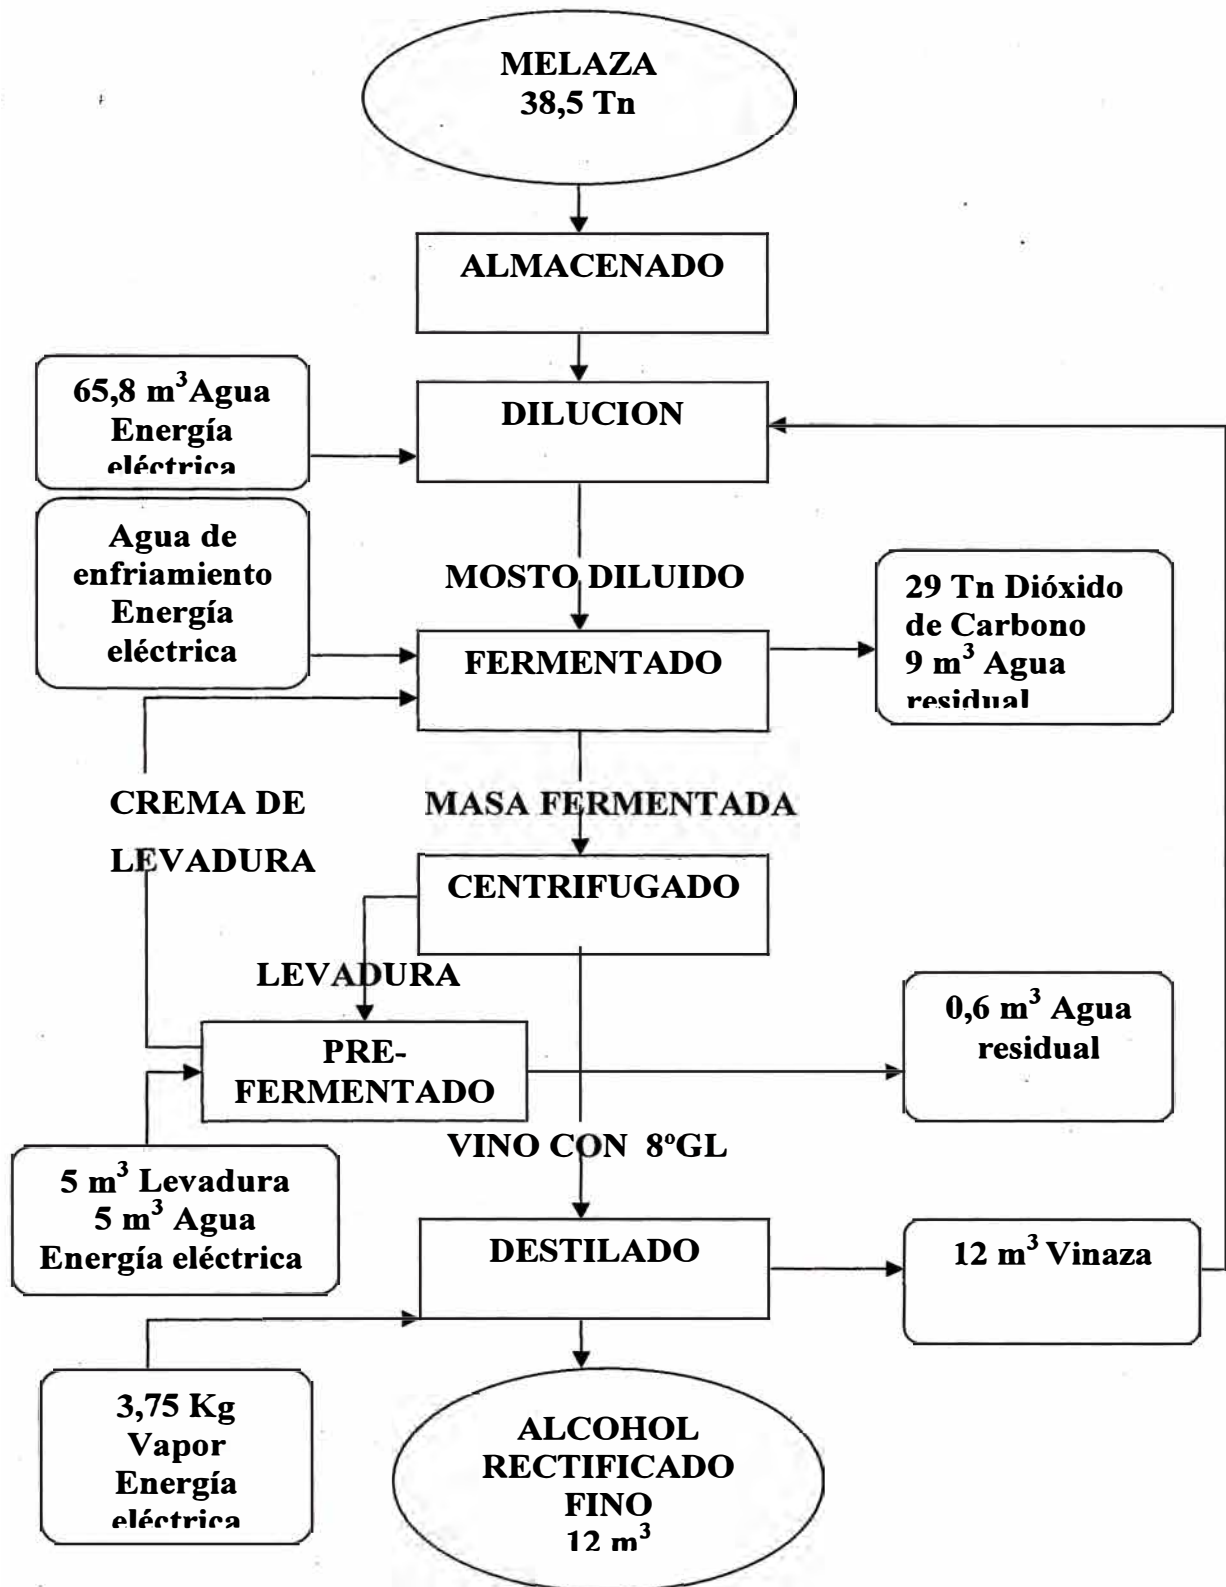 MELAZA
38,5 Tn
ALMACENADO
65,8 m³ Agua
Energía
eléctrica
DILUCION
Agua de
enfriamiento
Energía
eléctrica
MOSTO DILUIDO
29 Tn Dióxido
de Carbono
9 m³ Agua
residual
FERMENTADO
CREMA DE
LEVADURA
MASA FERMENTADA
CENTRIFUGADO
LEVADURA
0,6 m³ Agua
residual
PRE-
FERMENTADO
VINO CON 8ºGL
5 m³ Levadura
5 m³ Agua
Energía eléctrica
DESTILADO
12 m³ Vinaza
3,75 Kg
Vapor
Energía
eléctrica
ALCOHOL
RECTIFICADO
FINO
12 m³